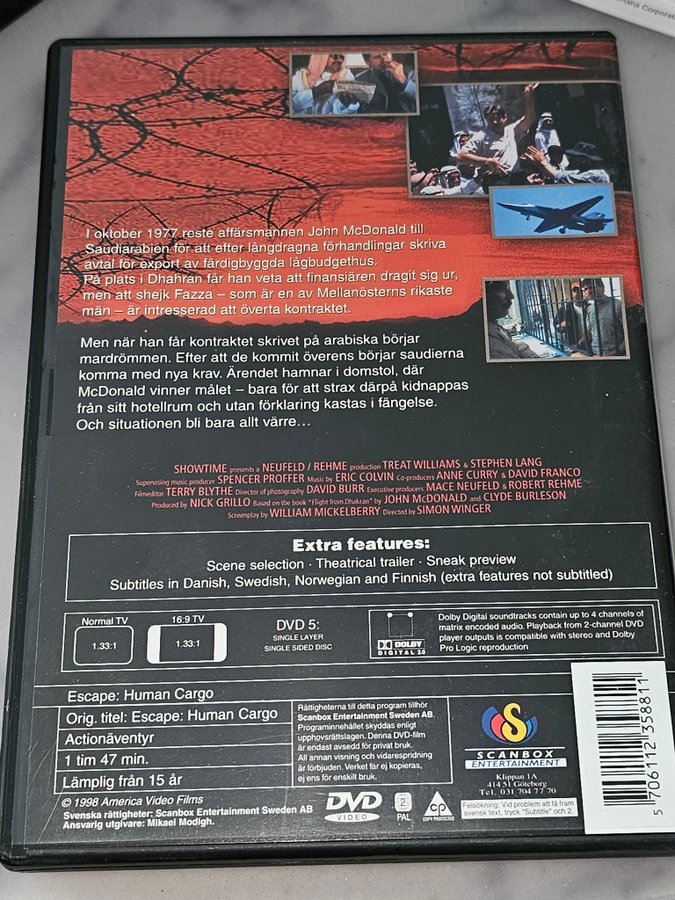 maha Corporat
I oktober 1977 reste affärsmannen John McDonald till
Saudiarabien för att efter långdragna förhandlingar skriva
avtal för export av färdigbyggda lågbudgethus.
På plats i Dhahran får han veta att finansiären dragit sig ur,
men att shejk Fazza – som är en av Mellanösterns rikaste
män – är intresserad att överta kontraktet.
Men när han får kontraktet skrivet på arabiska börjar
mardrömmen. Efter att de kommit överens börjar saudierna
komma med nya krav. Ärendet hamnar i domstol, där
McDonald vinner målet – bara för att strax därpå kidnappas
från sitt hotellrum och utan förklaring kastas i fängelse.
Och situationen bli bara allt värre...
SHOWTIME presents a NEUFELD / REHME production TREAT WILLIAMS & STEPHEN LANG
Supervising music producer SPENCER PROFFER Music by ERIC COLVIN Co-producers ANNE CURRY & DAVID FRANCO
Filmeditor TERRY BLYTHE Director of photography DAVID BURR Executive producers MACE NEUFELD & ROBERT REHME
Produced by NICK GRILLO Based on the book "Flight from Dhakran" by JOHN McDONALD and CLYDE BURLESON
Screenplay by WILLIAM MICKELBERRY Directed by SIMON WINGER
Extra features:
Scene selection · Theatrical trailer · Sneak preview
Subtitles in Danish, Swedish, Norwegian and Finnish (extra features not subtitled)
Normal TV
1.33:1
16:9 TV
1.33:1
DVD 5:
SINGLE LAYER
SINGLE SIDED DISC
DOLBY
DIGITAL 2.0
Dolby Digital soundtracks contain up to 4 channels of
matrix encoded audio. Playback from 2-channel DVD
player outputs is compatible with stereo and Dolby
Pro Logic reproduction
Escape: Human Cargo
Orig. titel: Escape: Human Cargo
Actionäventyr
1 tim 47 min.
Lämplig från 15 år
Rättigheterna till detta program tillhör
Scanbox Entertainment Sweden AB.
Programinnehållet skyddas enligt
upphovsrättslagen. Denna DVD-film
är endast avsedd för privat bruk.
All annan visning och vidarespridning
är förbjuden. Verket får ej kopieras,
ej ens för enskilt bruk.
S
SCANBOX
ENTERTAINMENT
Klippan 1A
414 51 Göteborg
Tel. 031 704 77 70
© 1998 America Video Films
Svenska rättigheter: Scanbox Entertainment Sweden AB
Ansvarig utgivare: Mikael Modigh.
DVD
VIDEO
2
PAL
CP
COPY PROTECTED
Felsökning: Vid problem att få fram
svensk text, tryck "Subtitle" och 2.
5 706112 358811